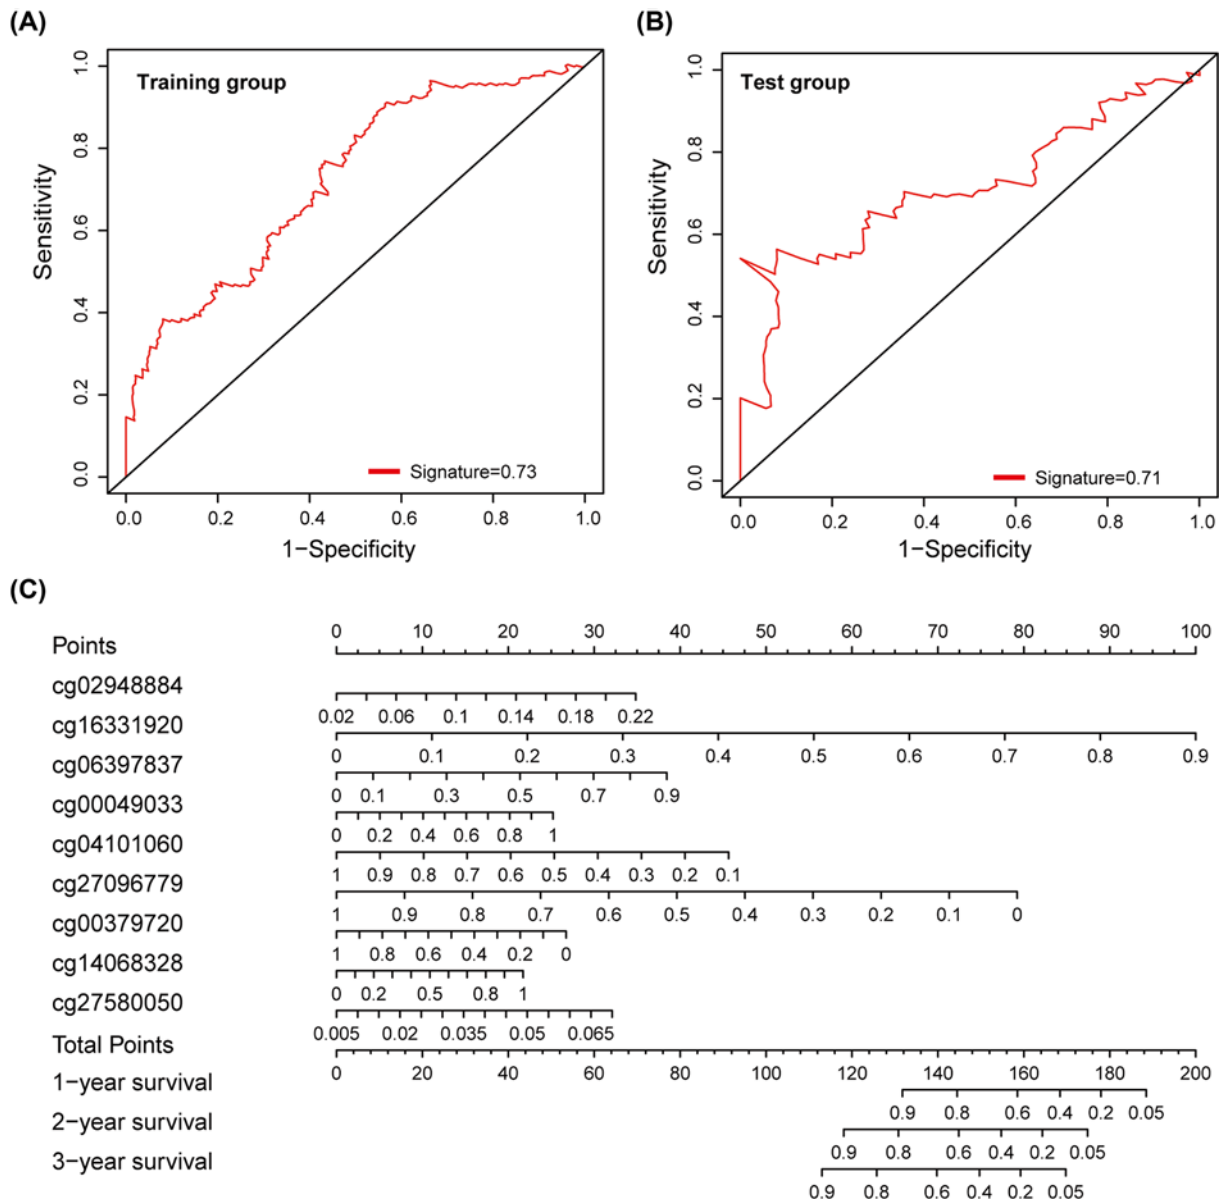 (A)
Training group
Sensitivity
0.0 0.2 0.4 0.6 0.8 1.0
Signature=0.73
0.0 0.2 0.4 0.6 0.8 1.0
1−Specificity
(B)
Test group
Sensitivity
0.0 0.2 0.4 0.6 0.8 1.0
Signature=0.71
0.0 0.2 0.4 0.6 0.8 1.0
1−Specificity
(C)
Points 0 10 20 30 40 50 60 70 80 90 100
cg02948884
0.02 0.06 0.1 0.14 0.18 0.22
cg16331920
0 0.1 0.2 0.3 0.4 0.5 0.6 0.7 0.8 0.9
cg06397837
0 0.1 0.3 0.5 0.7 0.9
cg00049033
0 0.2 0.4 0.6 0.8 1
cg04101060
1 0.9 0.8 0.7 0.6 0.5 0.4 0.3 0.2 0.1
cg27096779
1 0.9 0.8 0.7 0.6 0.5 0.4 0.3 0.2 0.1 0
cg00379720
1 0.8 0.6 0.4 0.2 0
cg14068328
0 0.2 0.5 0.8 1
cg27580050
0.005 0.02 0.035 0.05 0.065
Total Points
0 20 40 60 80 100 120 140 160 180 200
1−year survival
0.9 0.8 0.6 0.4 0.2 0.05
2−year survival
0.9 0.8 0.6 0.4 0.2 0.05
3−year survival
0.9 0.8 0.6 0.4 0.2 0.05